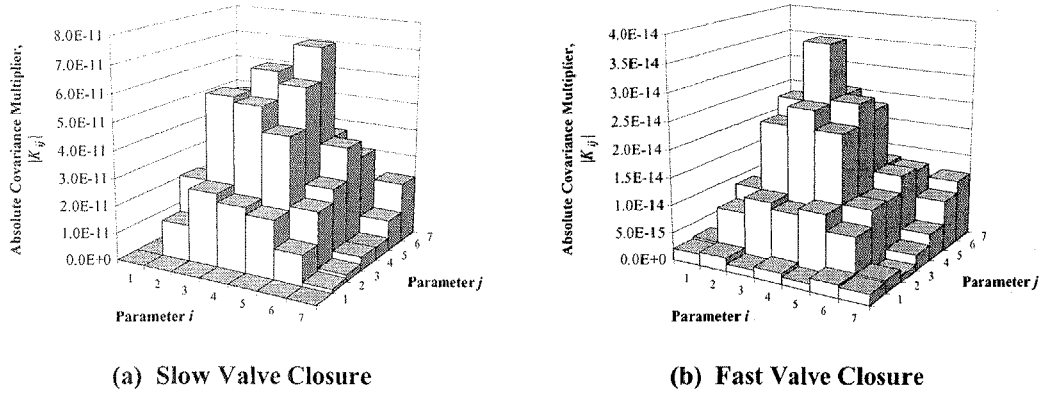 Absolute Covariance Multiplier,
|K ij|
8.0E-11
7.0E-11
6.0E-11
5.0E-11
4.0E-11
3.0E-11
2.0E-11
1.0E-11
0.0E+0
1 2 3 4 5 6 7
Parameter i
1 2 3 4 5 6 7
Parameter j
(a) Slow Valve Closure
Absolute Covariance Multiplier,
|K ij|
4.0E-14
3.5E-14
3.0E-14
2.5E-14
2.0E-14
1.5E-14
1.0E-14
5.0E-15
0.0E+0
1 2 3 4 5 6 7
Parameter i
1 2 3 4 5 6 7
Parameter j
(b) Fast Valve Closure